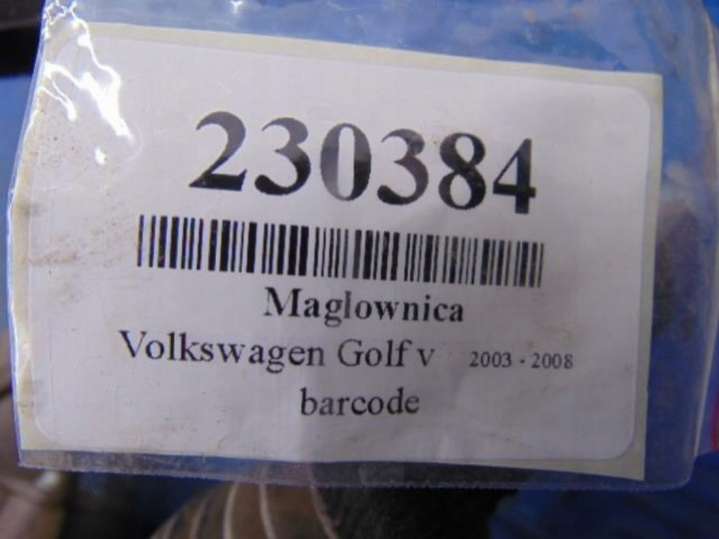 230384
Maglownica
Volkswagen Golf v 2003 - 2008
barcode